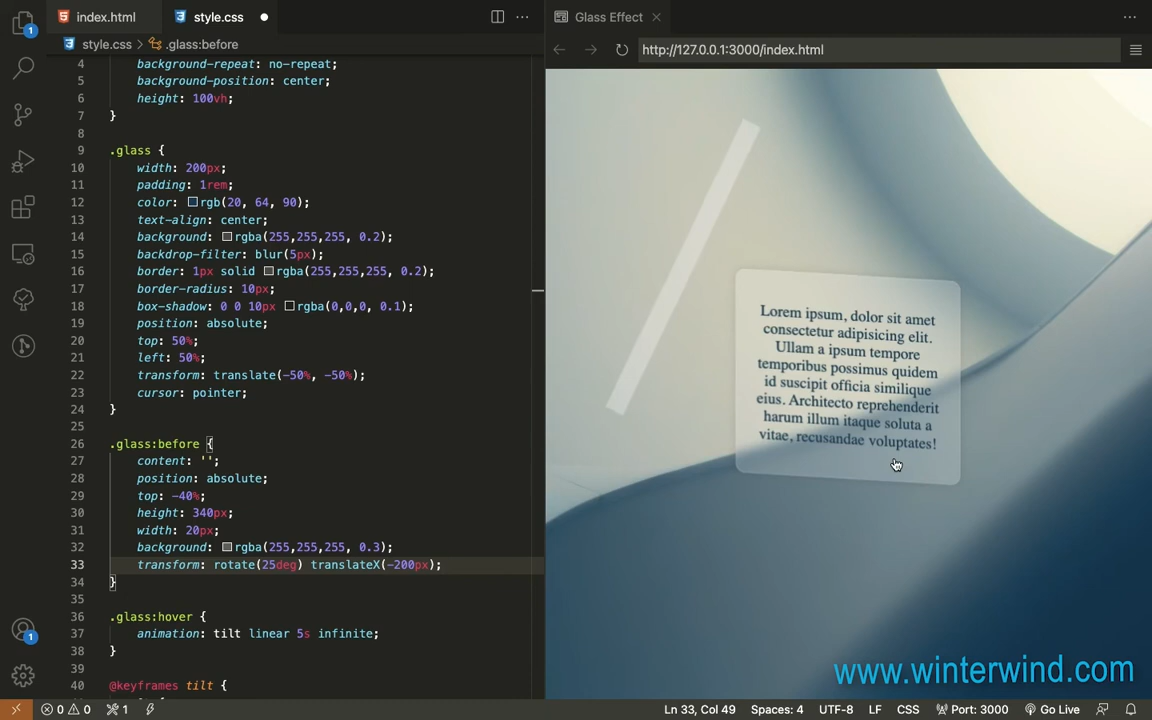 index.html
style.css
Glass Effect
style.css > .glass:before
http://127.0.0.1:3000/index.html
4 background-repeat: no-repeat;
5 background-position: center;
6 height: 100vh;
7 }
8
9 .glass {
10 width: 200px;
11 padding: 1rem;
12 color: rgb(20, 64, 90);
13 text-align: center;
14 background: rgba(255,255,255, 0.2);
15 backdrop-filter: blur(5px);
16 border: 1px solid rgba(255,255,255, 0.2);
17 border-radius: 10px;
18 box-shadow: 0 0 10px rgba(0,0,0, 0.1);
19 position: absolute;
20 top: 50%;
21 left: 50%;
22 transform: translate(-50%, -50%);
23 cursor: pointer;
24 }
25
26 .glass:before {
27 content: '';
28 position: absolute;
29 top: -40%;
30 height: 340px;
31 width: 20px;
32 background: rgba(255,255,255, 0.3);
33 transform: rotate(25deg) translateX(-200px);
34 }
35
36 .glass:hover {
37 animation: tilt linear 5s infinite;
38 }
39
40 @keyframes tilt {
Lorem ipsum, dolor sit amet
consectetur adipisicing elit.
Ullam a ipsum tempore
temporibus possimus quidem
id suscipit officia similique
eius. Architecto reprehenderit
harum illum itaque soluta a
vitae, recusandae voluptates!
www.winterwind.com
1
1
0 0 1
Ln 33, Col 49 Spaces: 4 UTF-8 LF CSS Port: 3000 Go Live